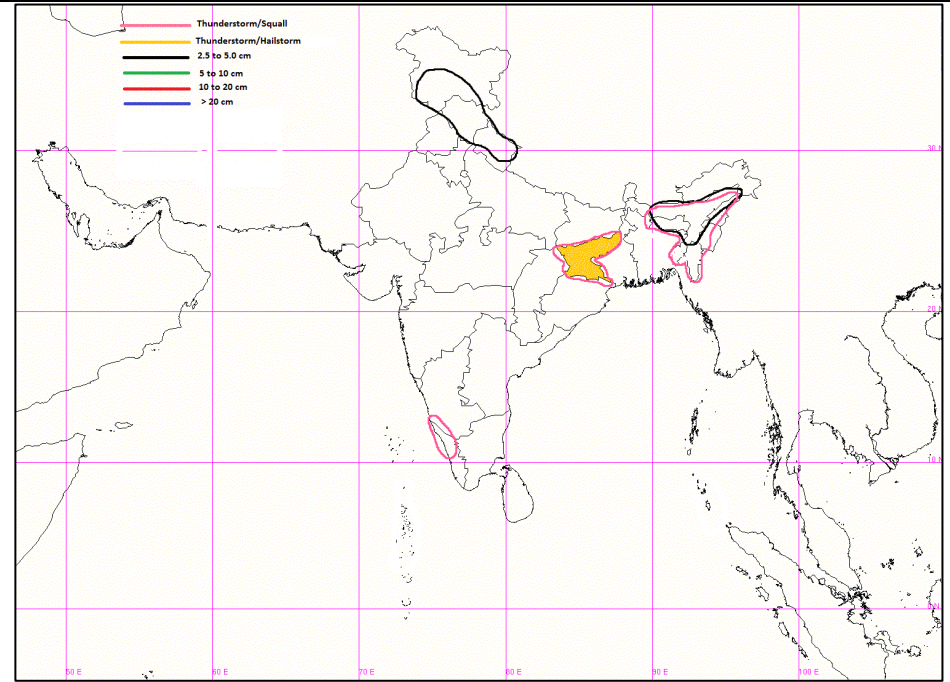 Thunderstorm/Squall
Thunderstorm/Hailstorm
2.5 to 5.0 cm
5 to 10 cm
10 to 20 cm
> 20 cm
30 N
20 N
10 N
50 E
60 E
70 E
80 E
90 E
100 E